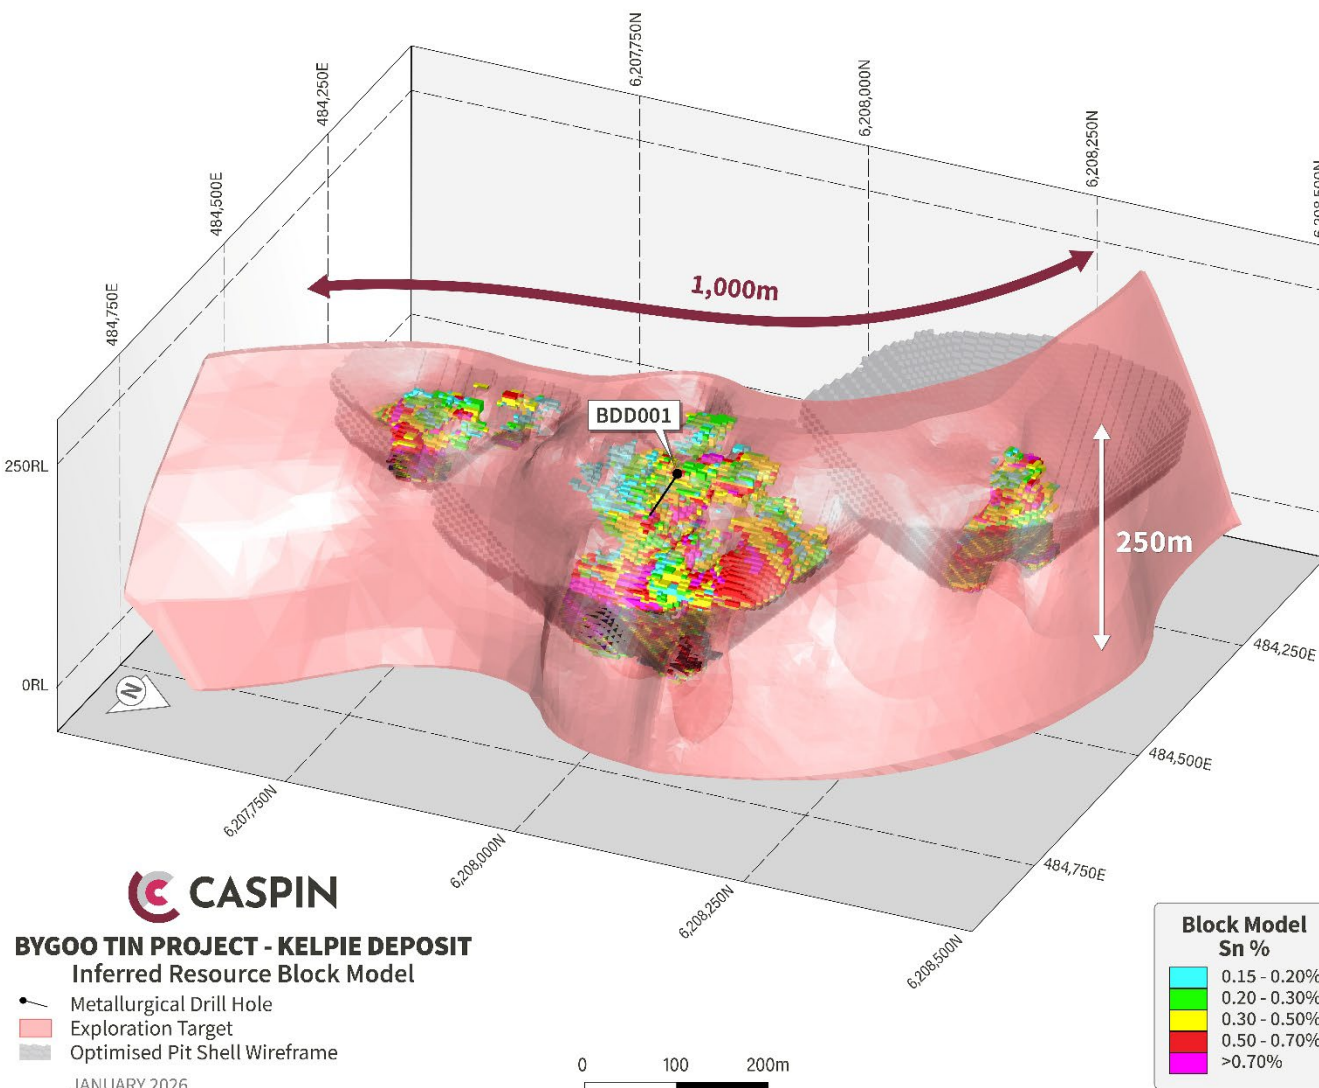 6,207,750N
484,250E
6,208,000N
6,208,250N
6,208,500N
484,500E
484,750E
1,000m
BDD001
250RL
250m
0RL
N
484,250E
484,500E
484,750E
6,207,750N
6,208,000N
6,208,250N
6,208,500N
CASPIN
BYGOO TIN PROJECT - KELPIE DEPOSIT
Inferred Resource Block Model
Metallurgical Drill Hole
Exploration Target
Optimised Pit Shell Wireframe
JANUARY 2026
0 100 200m
Block Model
Sn %
0.15 - 0.20%
0.20 - 0.30%
0.30 - 0.50%
0.50 - 0.70%
>0.70%